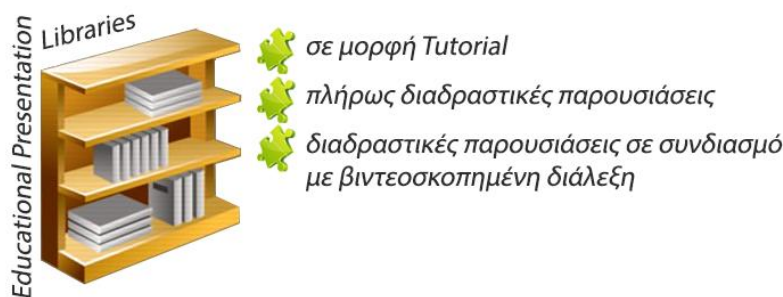 Educational Presentation
Libraries
σε μορφή Tutorial
πλήρως διαδραστικές παρουσιάσεις
διαδραστικές παρουσιάσεις σε συνδιασμό
με βιντεοσκοπημένη διάλεξη